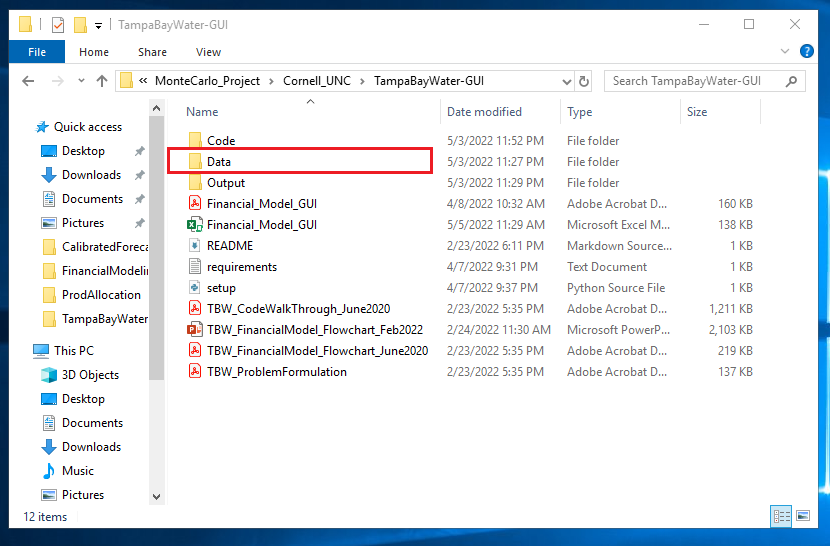 TampaBayWater-GUI
File Home Share View
« MonteCarlo_Project > Cornell_UNC > TampaBayWater-GUI
Search TampaBayWater-GUI
Name Date modified Type Size
Quick access
Desktop
Downloads
Documents
Pictures
CalibratedForeca
FinancialModelin
ProdAllocation
TampaBayWater
This PC
3D Objects
Desktop
Documents
Downloads
Music
Pictures
Code 5/3/2022 11:52 PM File folder
Data 5/3/2022 11:27 PM File folder
Output 5/3/2022 11:29 PM File folder
Financial_Model_GUI 4/8/2022 10:32 AM Adobe Acrobat D... 160 KB
Financial_Model_GUI 5/5/2022 11:29 AM Microsoft Excel M... 138 KB
README 2/23/2022 6:11 PM Markdown Source... 1 KB
requirements 4/7/2022 9:31 PM Text Document 1 KB
setup 4/7/2022 9:37 PM Python Source File 1 KB
TBW_CodeWalkThrough_June2020 2/23/2022 5:35 PM Adobe Acrobat D... 1,211 KB
TBW_FinancialModel_Flowchart_Feb2022 2/24/2022 11:30 AM Microsoft PowerP... 2,103 KB
TBW_FinancialModel_Flowchart_June2020 2/23/2022 5:35 PM Adobe Acrobat D... 219 KB
TBW_ProblemFormulation 2/23/2022 5:35 PM Adobe Acrobat D... 137 KB
12 items